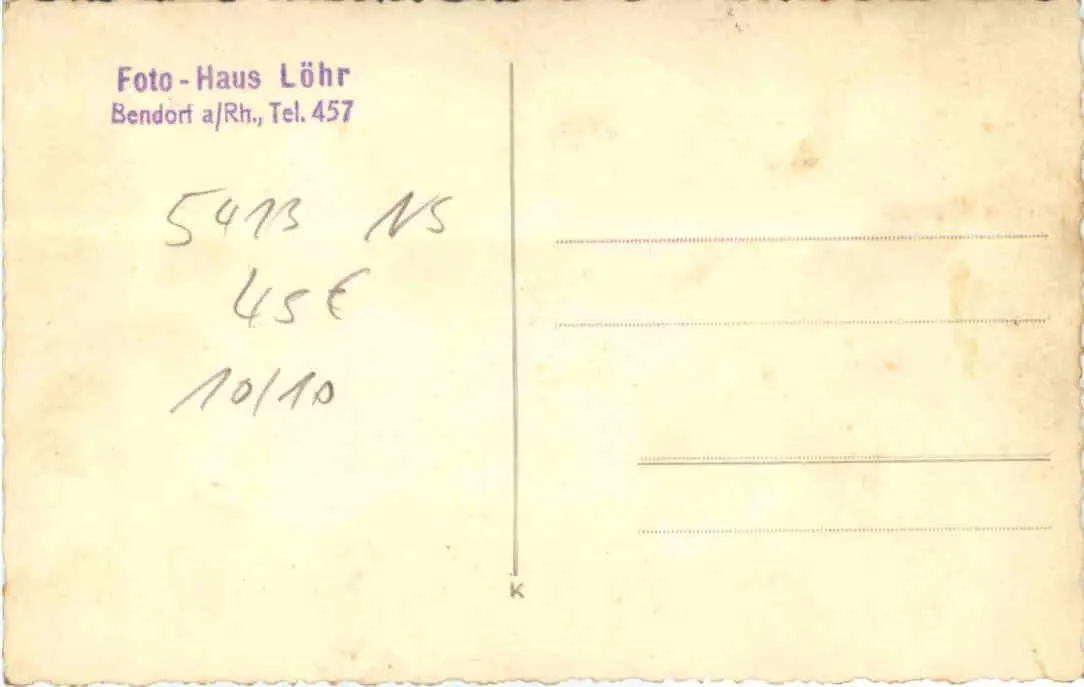 Foto-Haus Löhr
Bendorf a/Rh., Tel. 457
5413 NS
45€
10/10
K